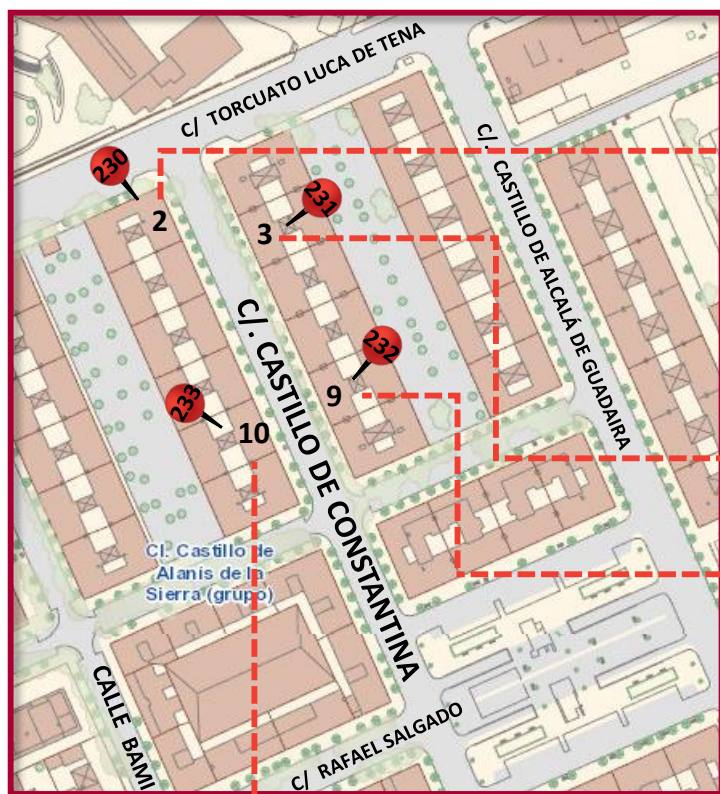 C/ TORCUATO LUCA DE TENA
230
2
231
3
C/. CASTILLO DE ALCALÁ DE GUADAIRA
232
9
C/. CASTILLO DE CONSTANTINA
233
10
Cl. Castillo de
Alanís de la
Sierra (grupo)
CALLE BAMI
C/ RAFAEL SALGADO